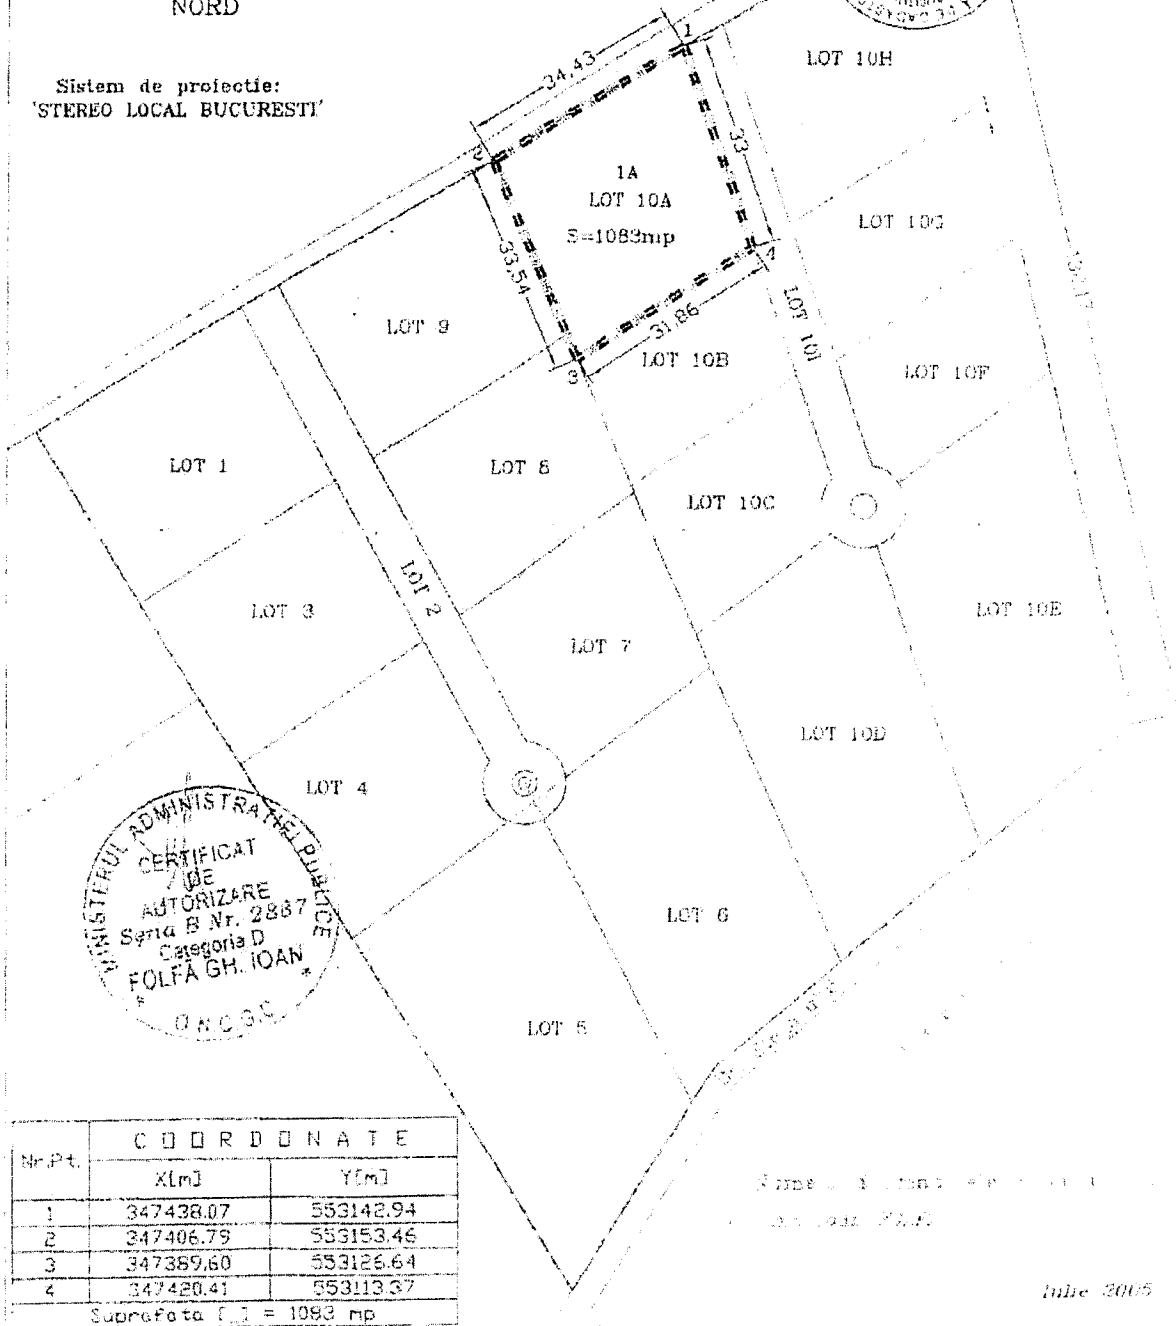 NORD
Sistem de proiectie:
'STEREO LOCAL BUCURESTI'
1
34,43
LOT 10H
2
33
1A
LOT 10A
S=1083mp
LOT 10G
4
33,54
31,86
LOT 10I
LOT 9
3
LOT 10B
LOT 10F
LOT 1
LOT 8
LOT 10C
LOT 2
LOT 3
LOT 7
LOT 10E
LOT 10D
LOT 4
MINISTERUL ADMINISTRATIEI PUBLICE
CERTIFICAT
DE
AUTORIZARE
Seria B Nr. 2887
Categoria D
FOLFA GH. IOAN
* *
O.N.C.G.C.
LOT 6
LOT 5
COORDONATE
Nr.Pt.
X[m] Y[m]
1 347438.07 553142.94
2 347406.79 553153.46
3 347389.60 553126.64
4 347420.41 553113.37
Suprafata [ ] = 1083 mp
Iulie 2005